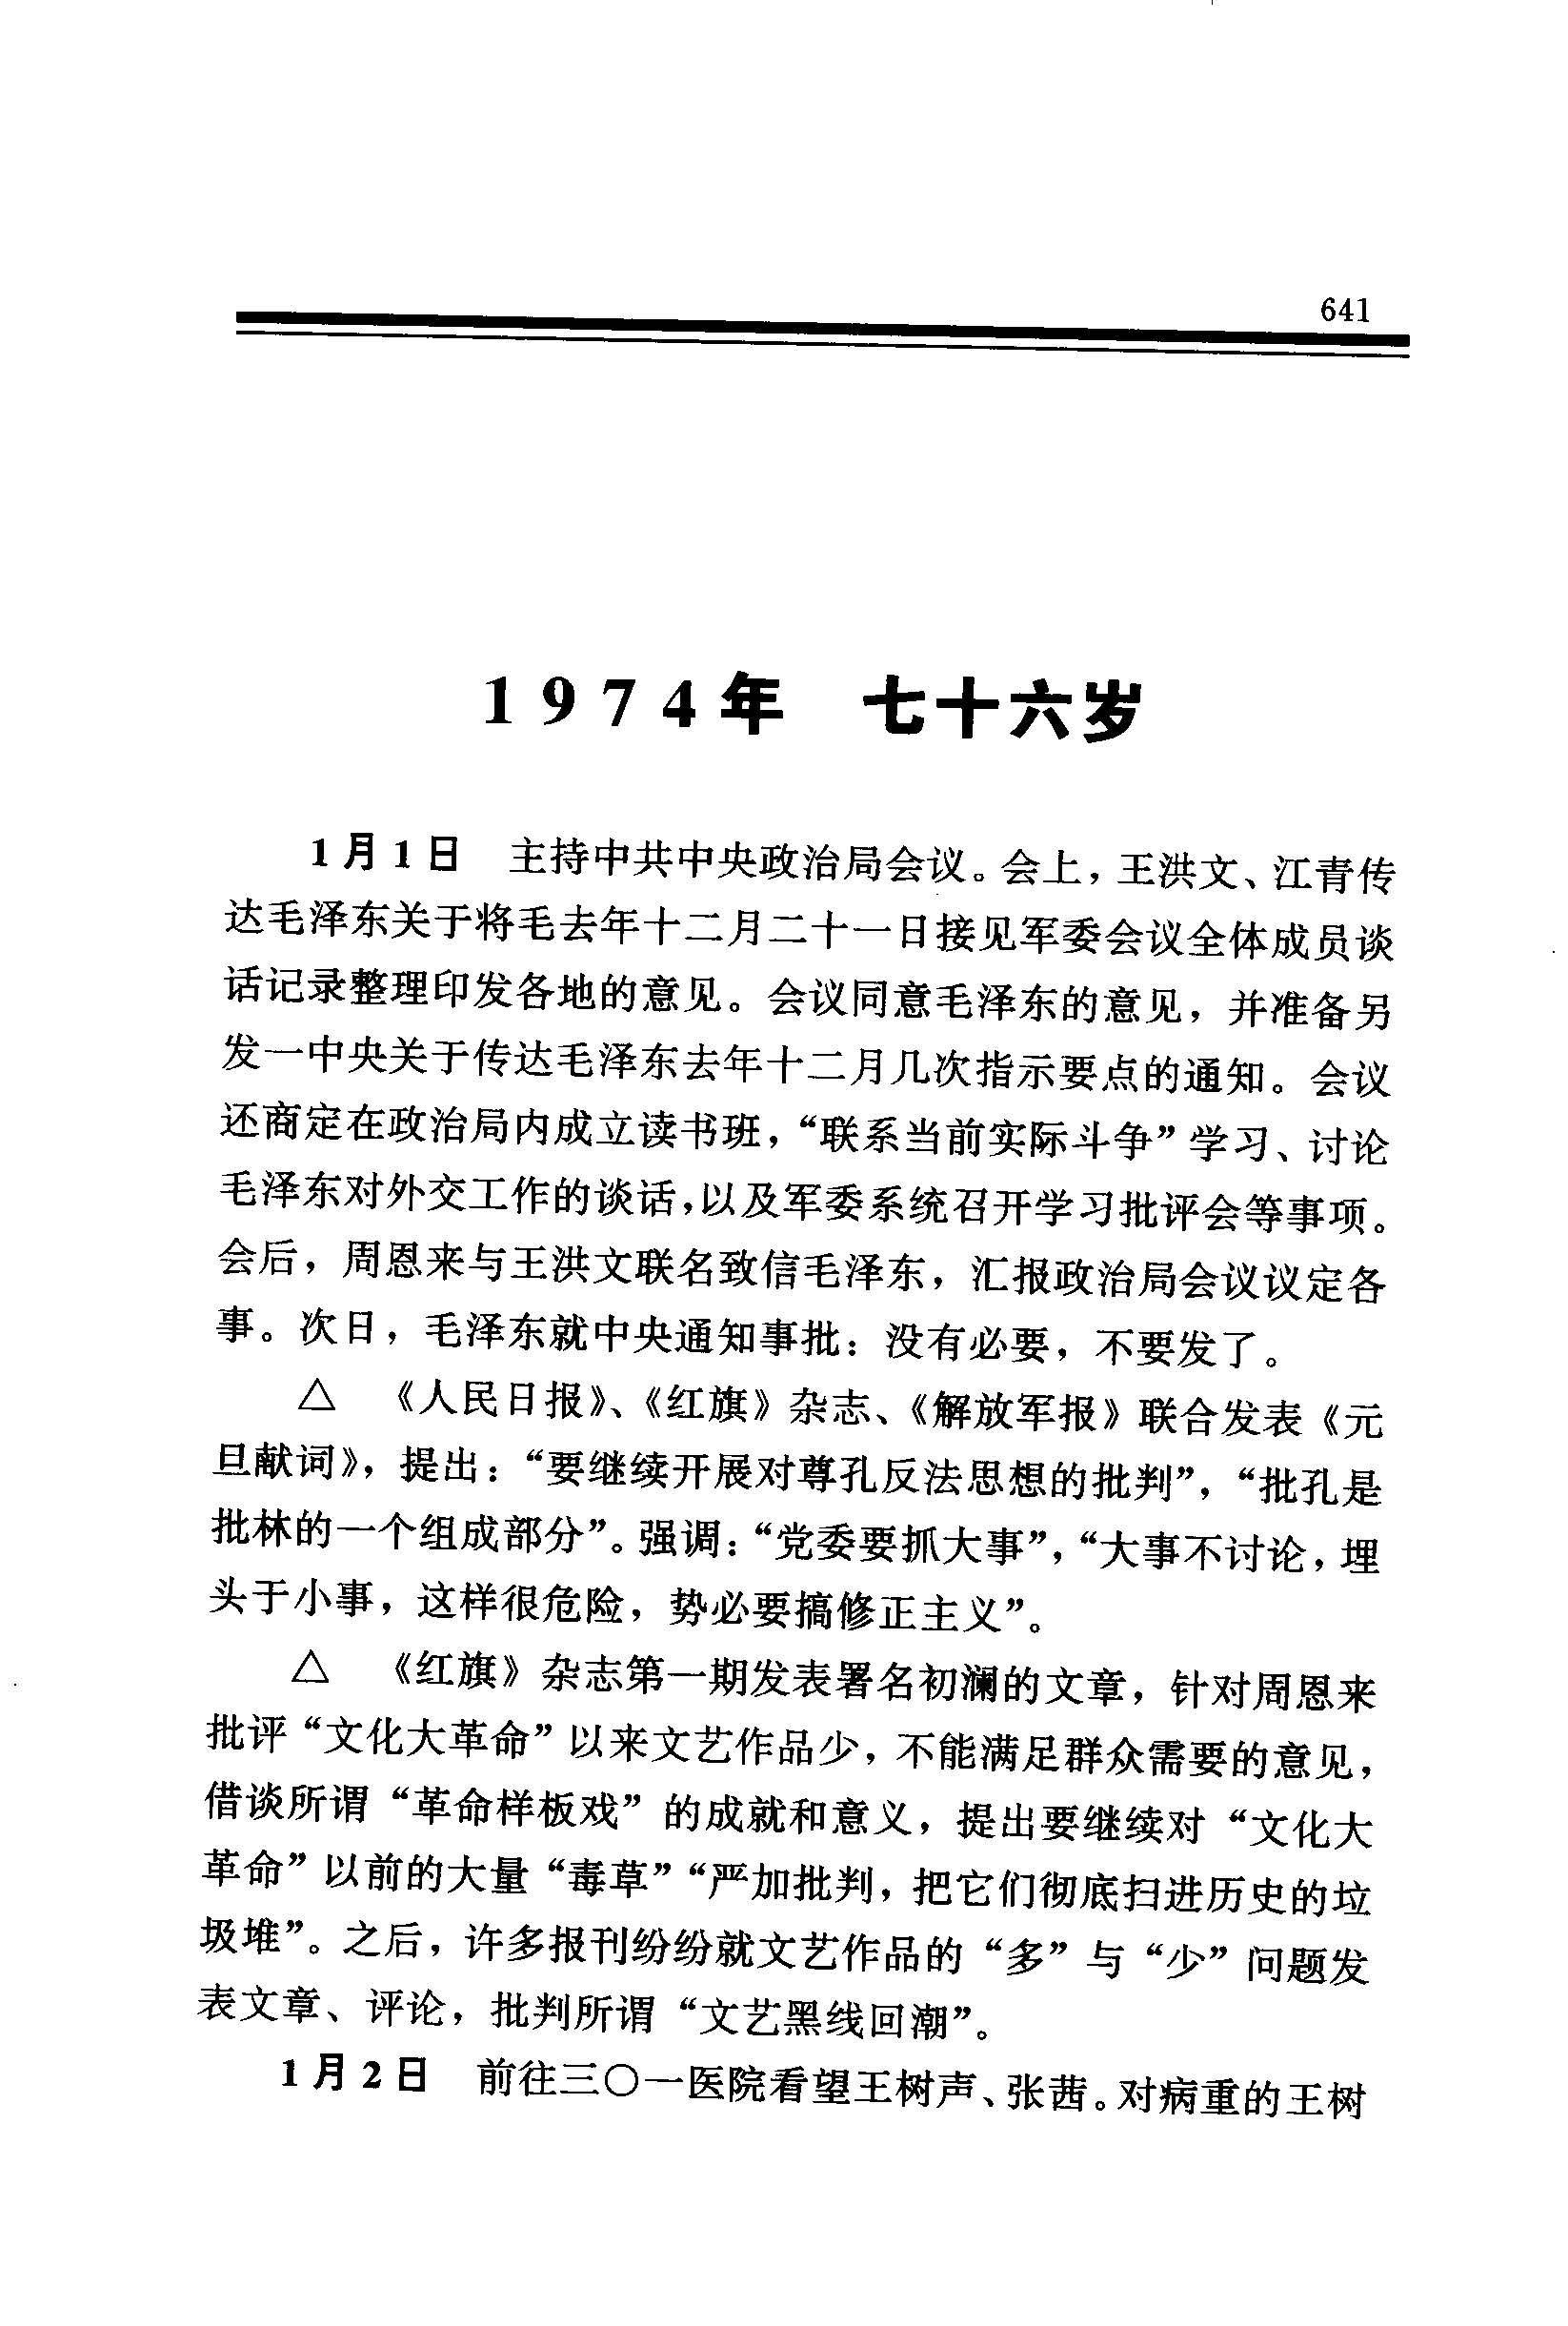 641
1974年 七十六岁
1月1日 主持中共中央政治局会议。会上，王洪文、江青传
达毛泽东关于将毛去年十二月二十一日接见军委会议全体成员谈
话记录整理印发各地的意见。会议同意毛泽东的意见，并准备另
发一中央关于传达毛泽东去年十二月几次指示要点的通知。会议
还商定在政治局内成立读书班，“联系当前实际斗争”学习、讨论
毛泽东对外交工作的谈话，以及军委系统召开学习批评会等事项。
会后，周恩来与王洪文联名致信毛泽东，汇报政治局会议议定各
事。次日，毛泽东就中央通知事批：没有必要，不要发了。
△ 《人民日报》、《红旗》杂志、《解放军报》联合发表《元
旦献词》，提出：“要继续开展对尊孔反法思想的批判”，“批孔是
批林的一个组成部分”。强调：“党委要抓大事”，“大事不讨论，埋
头于小事，这样很危险，势必要搞修正主义”。
△ 《红旗》杂志第一期发表署名初澜的文章，针对周恩来
批评“文化大革命”以来文艺作品少，不能满足群众需要的意见，
借谈所谓“革命样板戏”的成就和意义，提出要继续对“文化大
革命”以前的大量“毒草”“严加批判，把它们彻底扫进历史的垃
圾堆”。之后，许多报刊纷纷就文艺作品的“多”与“少”问题发
表文章、评论，批判所谓“文艺黑线回潮”。
1月2日 前往三〇一医院看望王树声、张茜。对病重的王树